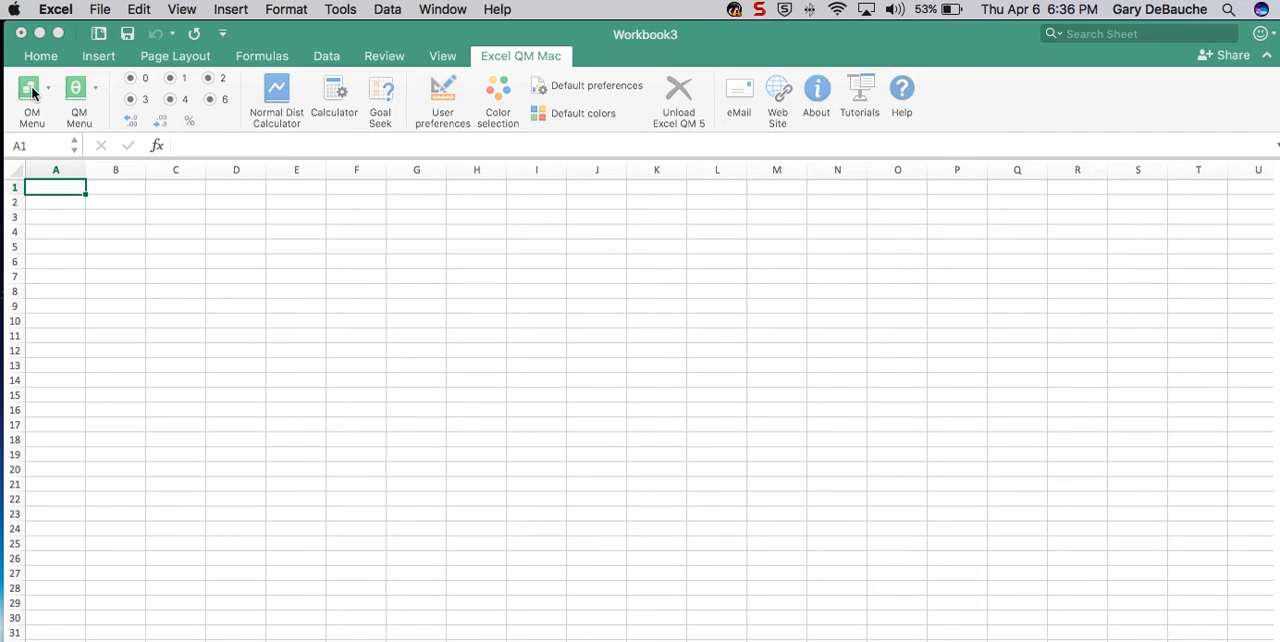 Excel File Edit View Insert Format Tools Data Window Help 53% Thu Apr 6 6:36 PM Gary DeBauche
Workbook3 Search Sheet
Home Insert Page Layout Formulas Data Review View Excel QM Mac Share
OM Menu
QM Menu
0 1 2
3 4 6
Normal Dist Calculator
Calculator
Goal Seek
User preferences
Color selection
Default preferences
Default colors
Unload Excel QM 5
eMail
Web Site
About
Tutorials
Help
A1 fx
A B C D E F G H I J K L M N O P Q R S T U
1
2
3
4
5
6
7
8
9
10
11
12
13
14
15
16
17
18
19
20
21
22
23
24
25
26
27
28
29
30
31